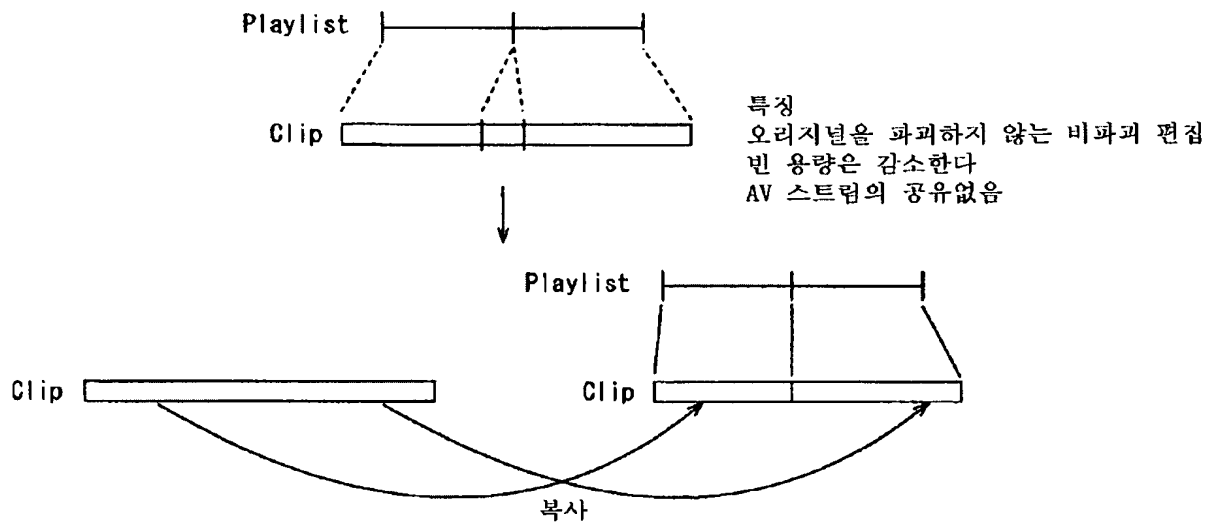 Playlist
Clip
특징
오리지널을 파괴하지 않는 비파괴 편집
빈 용량은 감소한다
AV 스트림의 공유없음
Playlist
Clip
Clip
복사